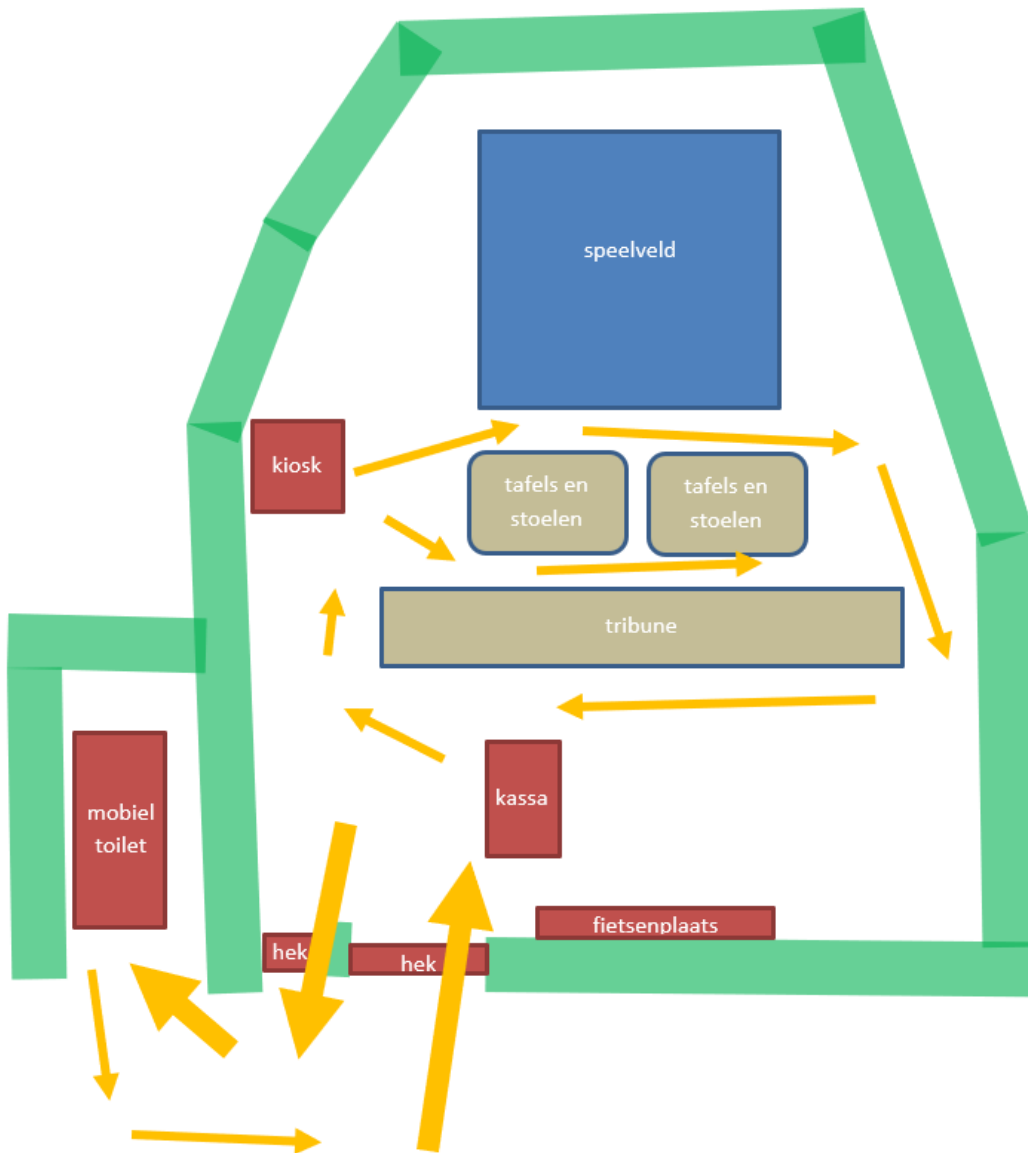 speelveld
kiosk
tafels en
stoelen
tafels en
stoelen
tribune
mobiel
toilet
kassa
fietsenplaats
hek
hek